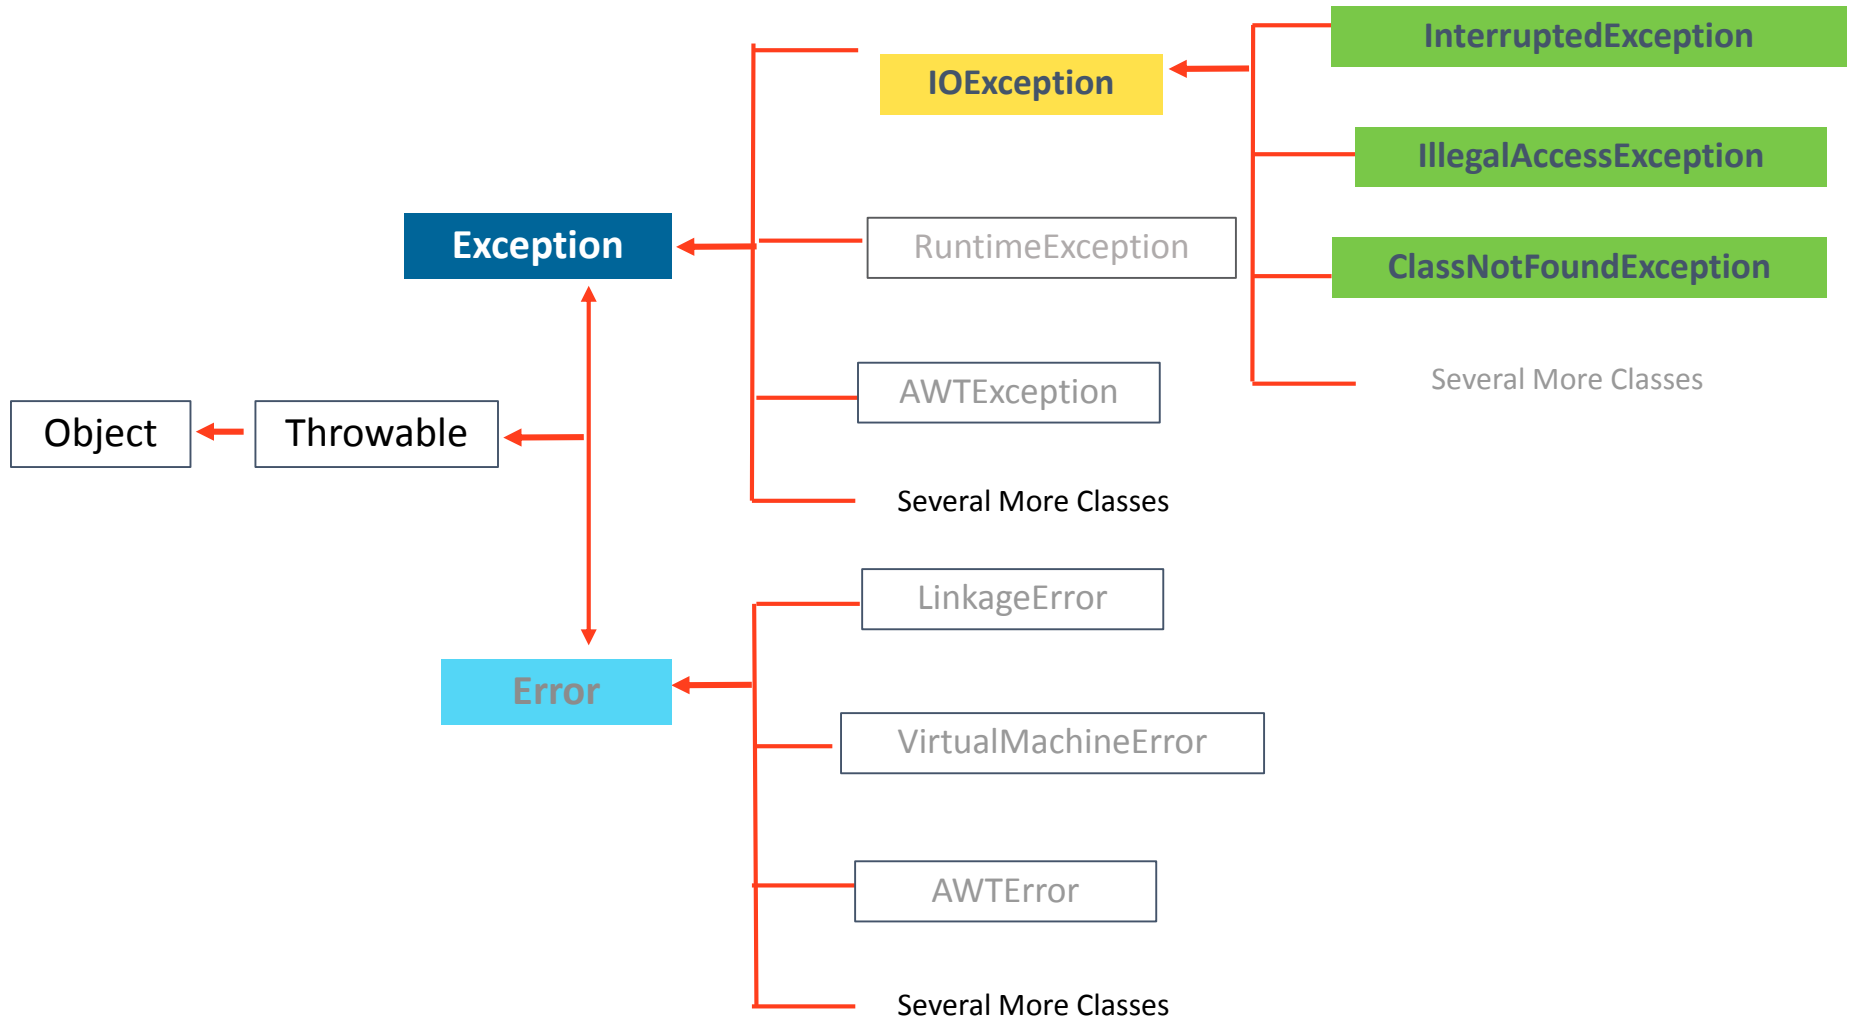 InterruptedException
IOException
IllegalAccessException
Exception
RuntimeException
ClassNotFoundException
AWTException
Several More Classes
Object
Throwable
Several More Classes
LinkageError
Error
VirtualMachineError
AWTError
Several More Classes